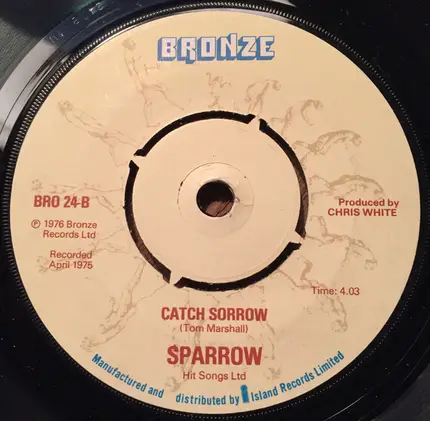 BRONZE
BRO 24-B
℗ 1976 Bronze
Records Ltd
Recorded
April 1975
Produced by
CHRIS WHITE
Time: 4.03
CATCH SORROW
(Tom Marshall)
SPARROW
Hit Songs Ltd
Manufactured and distributed by Island Records Limited